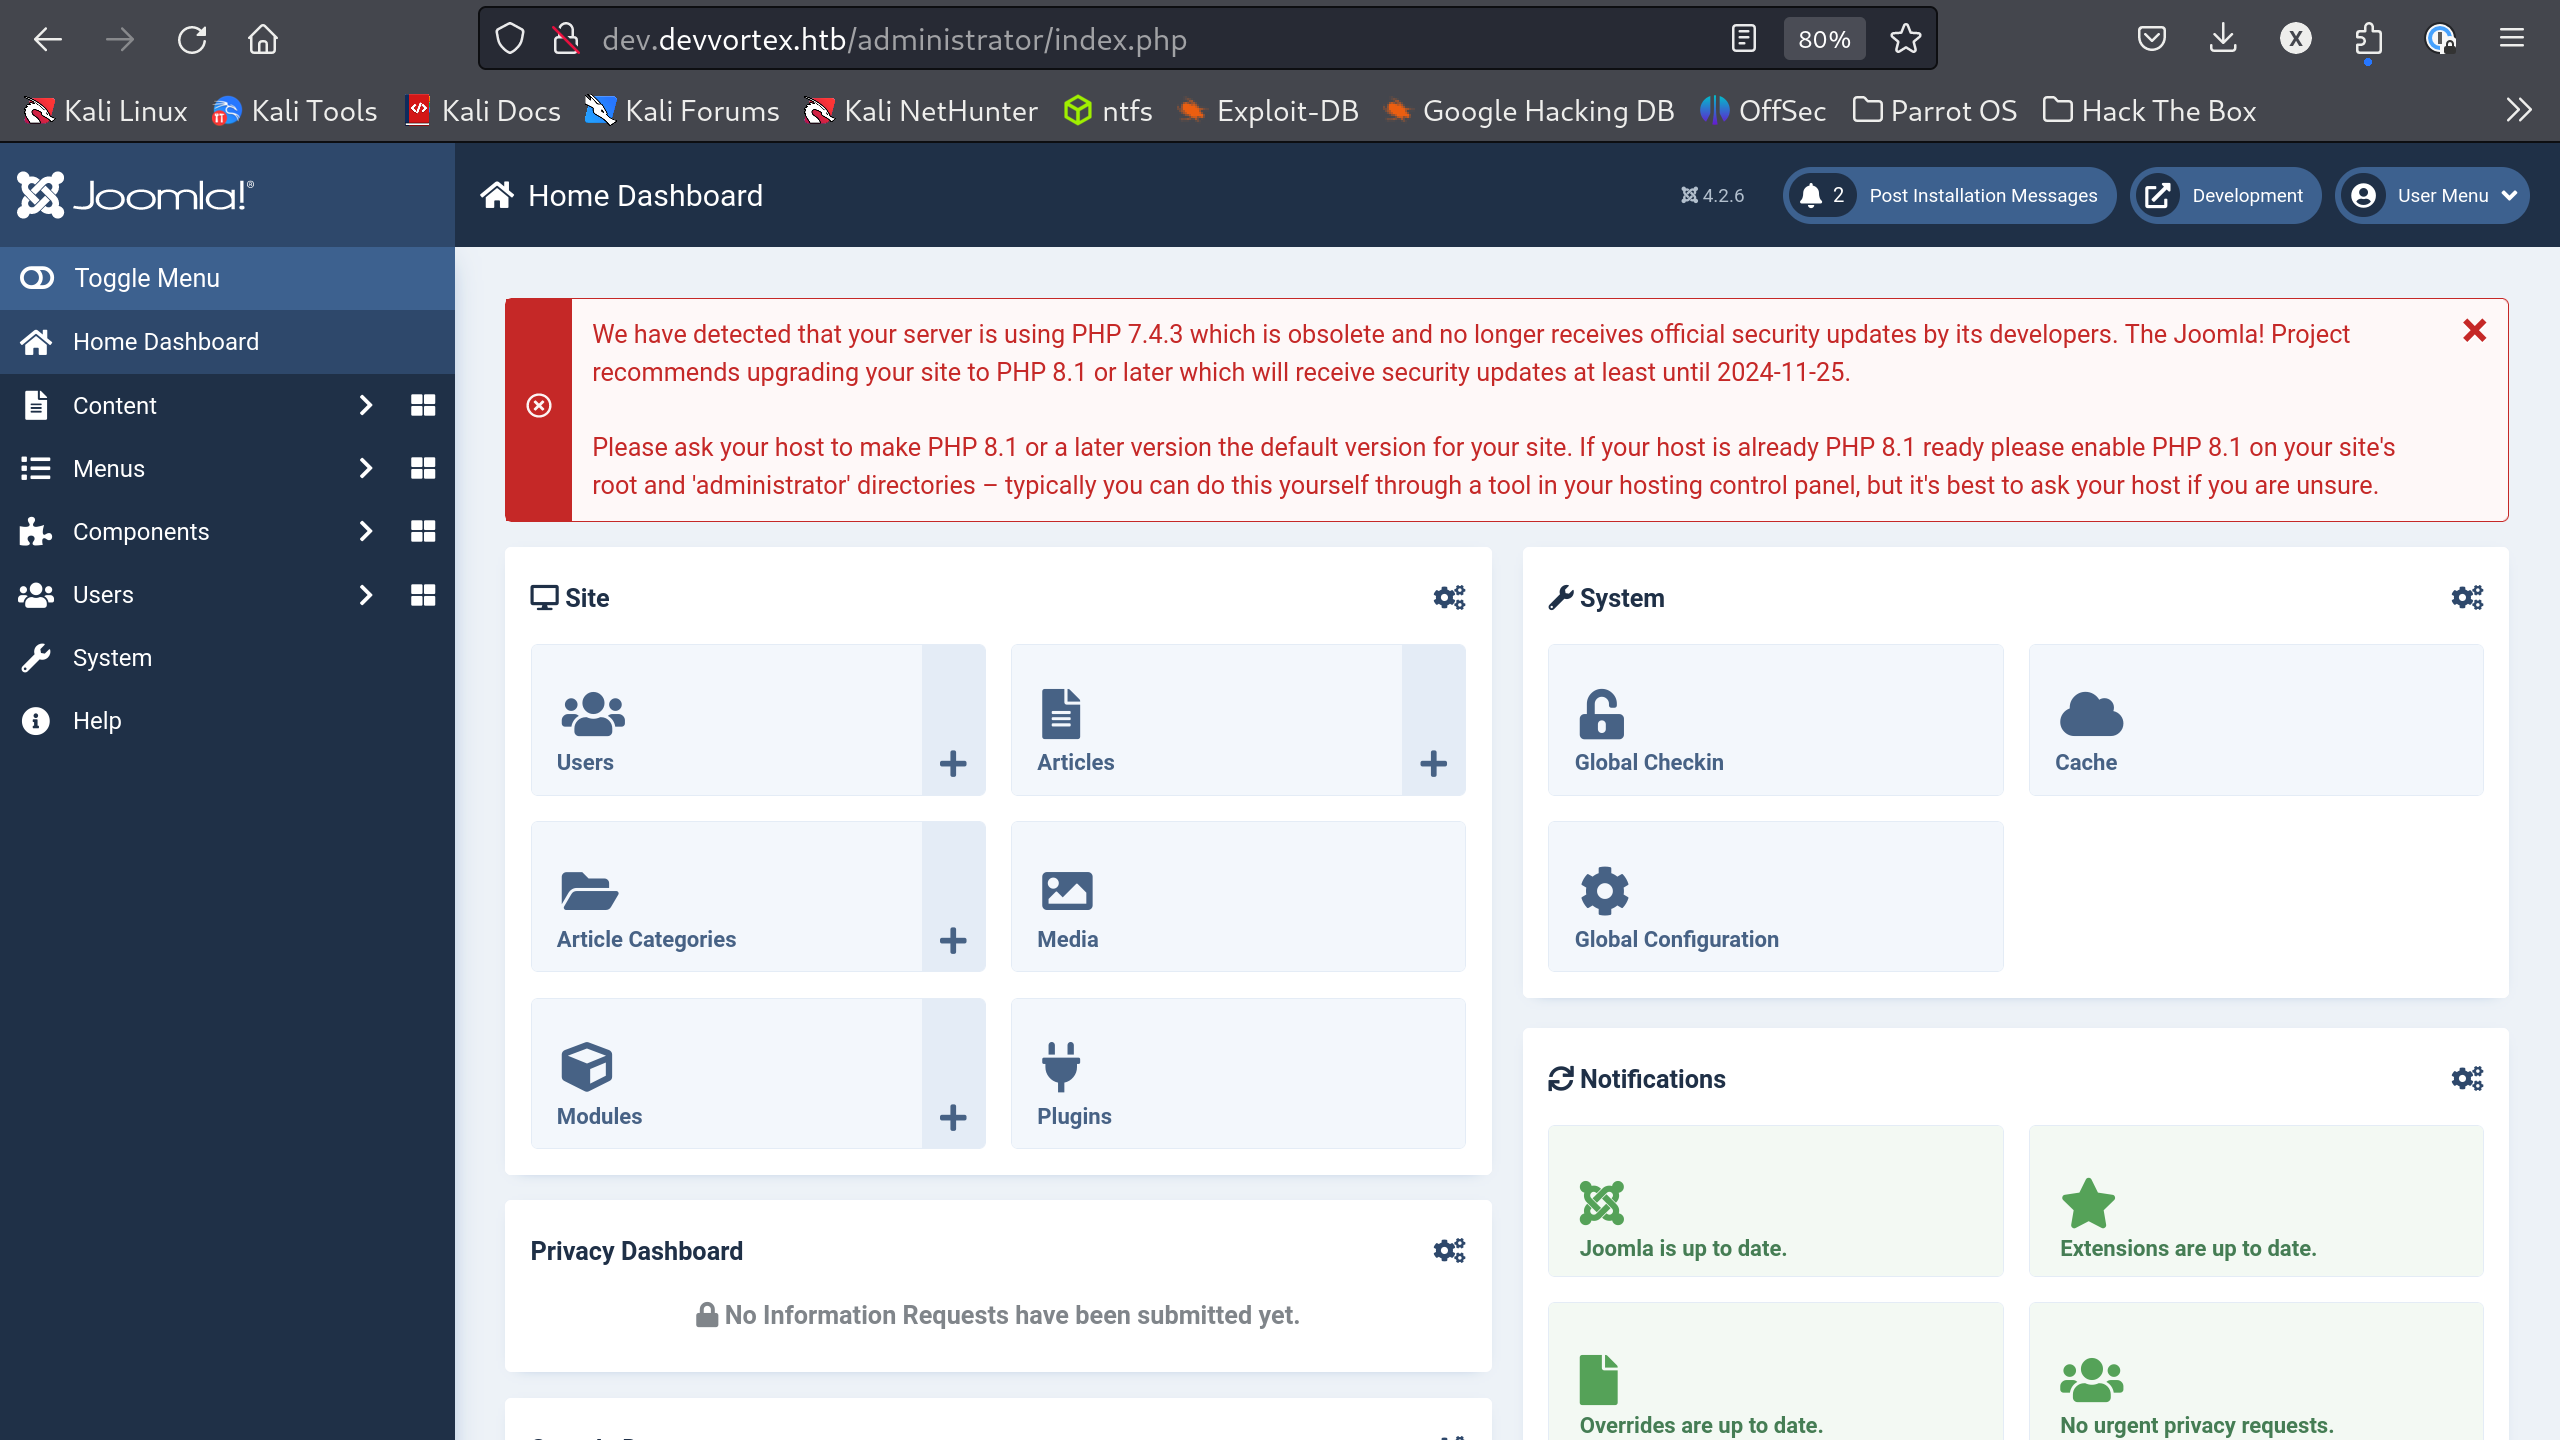 dev.devvortex.htb/administrator/index.php
80%
X
Kali Linux
Kali Tools
Kali Docs
Kali Forums
Kali NetHunter
ntfs
Exploit-DB
Google Hacking DB
OffSec
Parrot OS
Hack The Box
Joomla!®
Home Dashboard
4.2.6
2
Post Installation Messages
Development
User Menu
Toggle Menu
Home Dashboard
Content
Menus
Components
Users
System
Help
We have detected that your server is using PHP 7.4.3 which is obsolete and no longer receives official security updates by its developers. The Joomla! Project
recommends upgrading your site to PHP 8.1 or later which will receive security updates at least until 2024-11-25.
Please ask your host to make PHP 8.1 or a later version the default version for your site. If your host is already PHP 8.1 ready please enable PHP 8.1 on your site's
root and 'administrator' directories – typically you can do this yourself through a tool in your hosting control panel, but it's best to ask your host if you are unsure.
Site
Users
Articles
Article Categories
Media
Modules
Plugins
Privacy Dashboard
No Information Requests have been submitted yet.
System
Global Checkin
Cache
Global Configuration
Notifications
Joomla is up to date.
Extensions are up to date.
Overrides are up to date.
No urgent privacy requests.